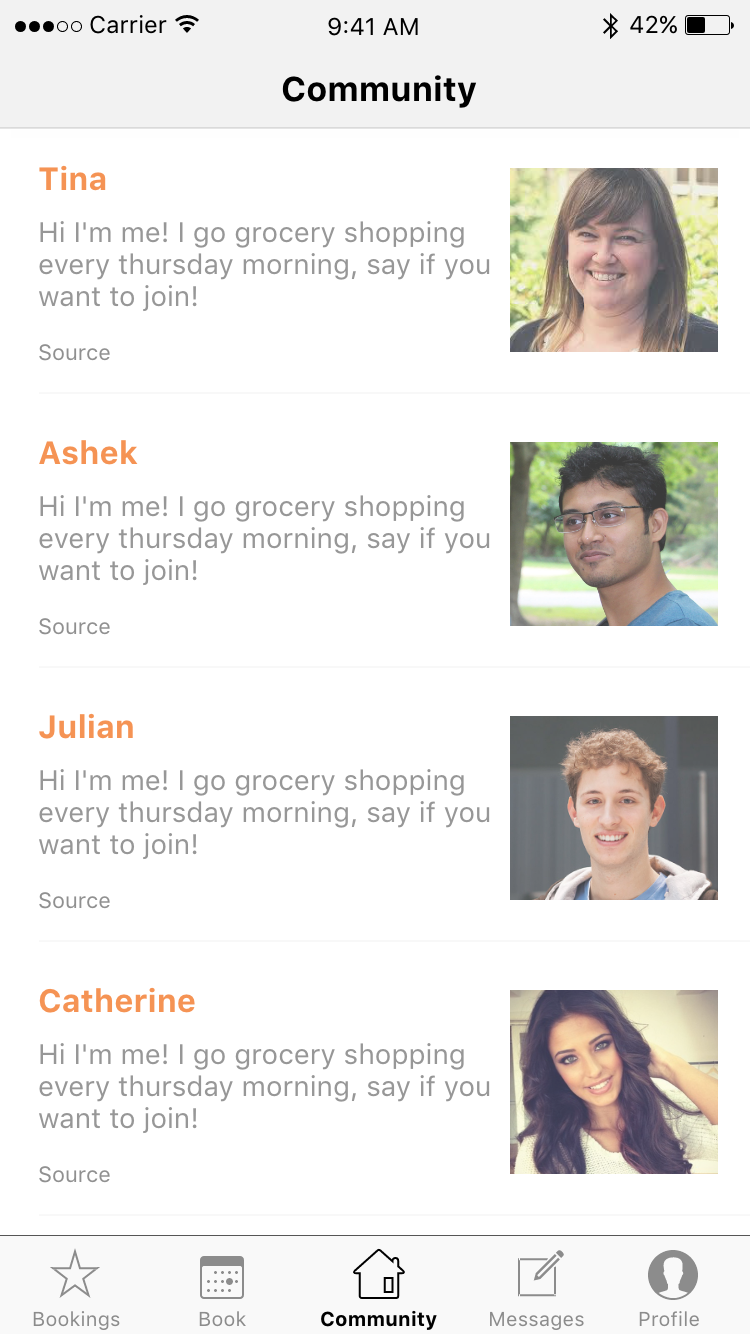 Carrier 9:41 AM 42%
Community
Tina
Hi I'm me! I go grocery shopping
every thursday morning, say if you
want to join!
Source
Ashek
Hi I'm me! I go grocery shopping
every thursday morning, say if you
want to join!
Source
Julian
Hi I'm me! I go grocery shopping
every thursday morning, say if you
want to join!
Source
Catherine
Hi I'm me! I go grocery shopping
every thursday morning, say if you
want to join!
Source
Bookings Book Community Messages Profile